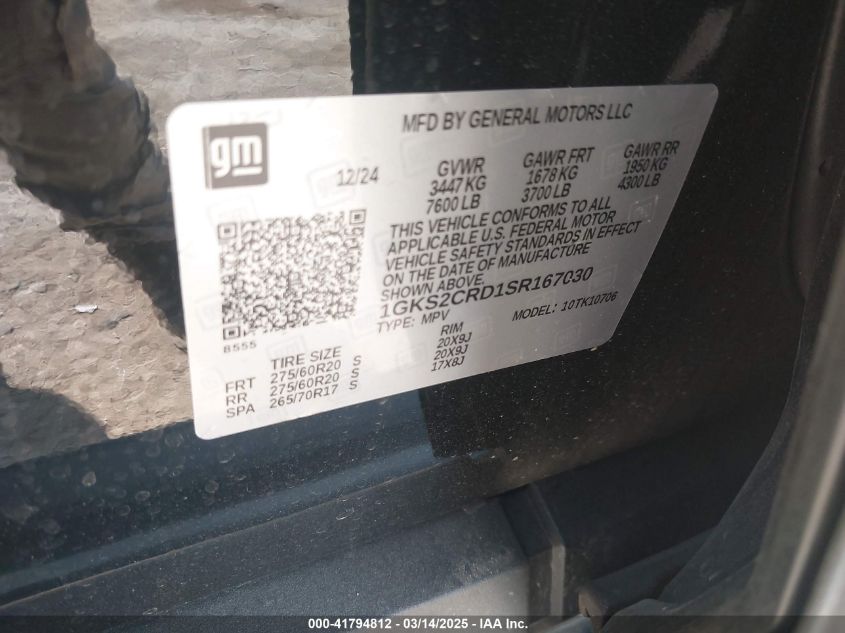 gm
MFD BY GENERAL MOTORS LLC
12/24
GVWR GAWR FRT GAWR RR
3447 KG 1678 KG 1950 KG
7600 LB 3700 LB 4300 LB
THIS VEHICLE CONFORMS TO ALL
APPLICABLE U.S. FEDERAL MOTOR
VEHICLE SAFETY STANDARDS IN EFFECT
ON THE DATE OF MANUFACTURE
SHOWN ABOVE
1GKS2CRD1SR167030
TYPE: MPV MODEL: 10TK10706
B555
TIRE SIZE RIM
FRT 275/60R20 S 20X9J
RR 275/60R20 S 20X9J
SPA 265/70R17 S 17X8J
000-41794812 - 03/14/2025 - IAA Inc.